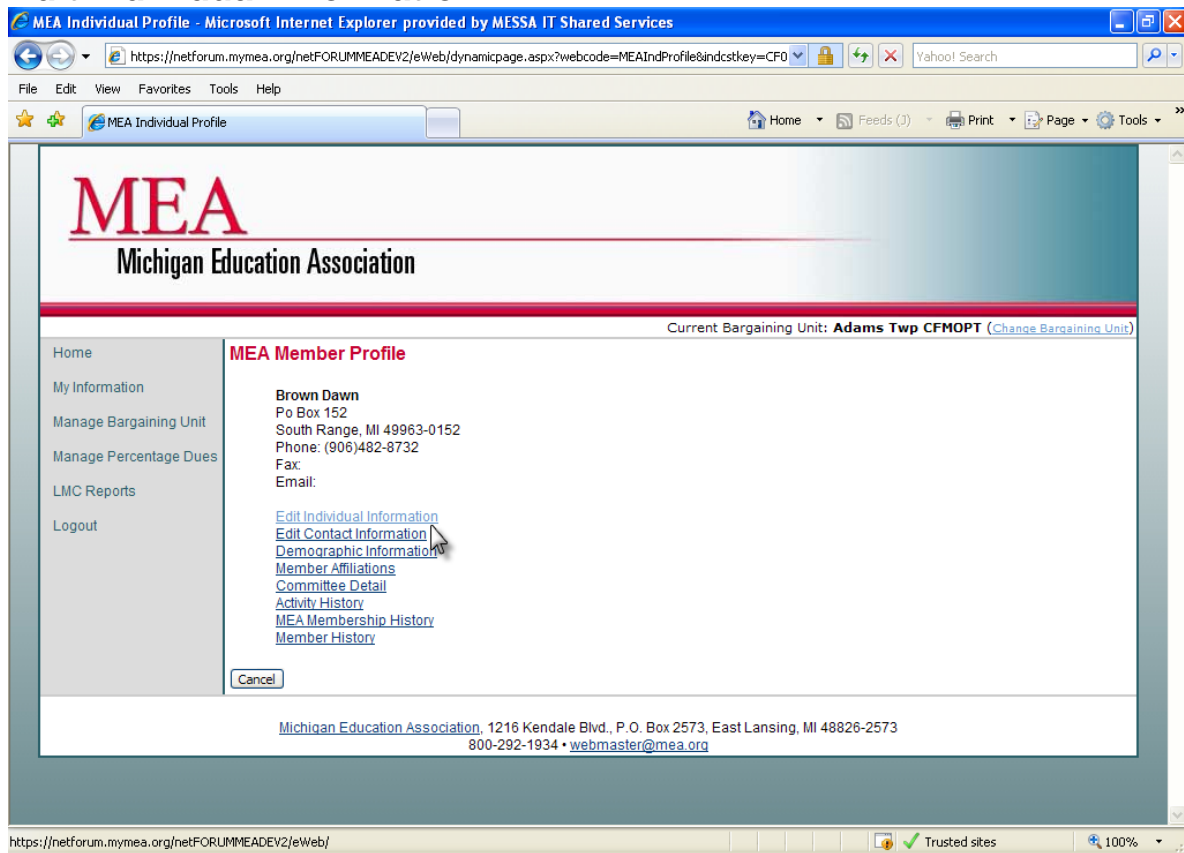 MEA Individual Profile - Microsoft Internet Explorer provided by MESSA IT Shared Services
https://netforum.mymea.org/netFORUMMEADEV2/eWeb/dynamicpage.aspx?webcode=MEAIndProfile&indcstkey=CF0
Yahoo! Search
File Edit View Favorites Tools Help
MEA Individual Profile
Home Feeds (J) Print Page Tools »
MEA
Michigan Education Association
Current Bargaining Unit: Adams Twp CFMOPT (Change Bargaining Unit)
Home
My Information
Manage Bargaining Unit
Manage Percentage Dues
LMC Reports
Logout
MEA Member Profile
Brown Dawn
Po Box 152
South Range, MI 49963-0152
Phone: (906)482-8732
Fax:
Email:
Edit Individual Information
Edit Contact Information
Demographic Information
Member Affiliations
Committee Detail
Activity History
MEA Membership History
Member History
Cancel
Michigan Education Association, 1216 Kendale Blvd., P.O. Box 2573, East Lansing, MI 48826-2573
800-292-1934 • webmaster@mea.org
https://netforum.mymea.org/netFORUMMEADEV2/eWeb/
Trusted sites
100%